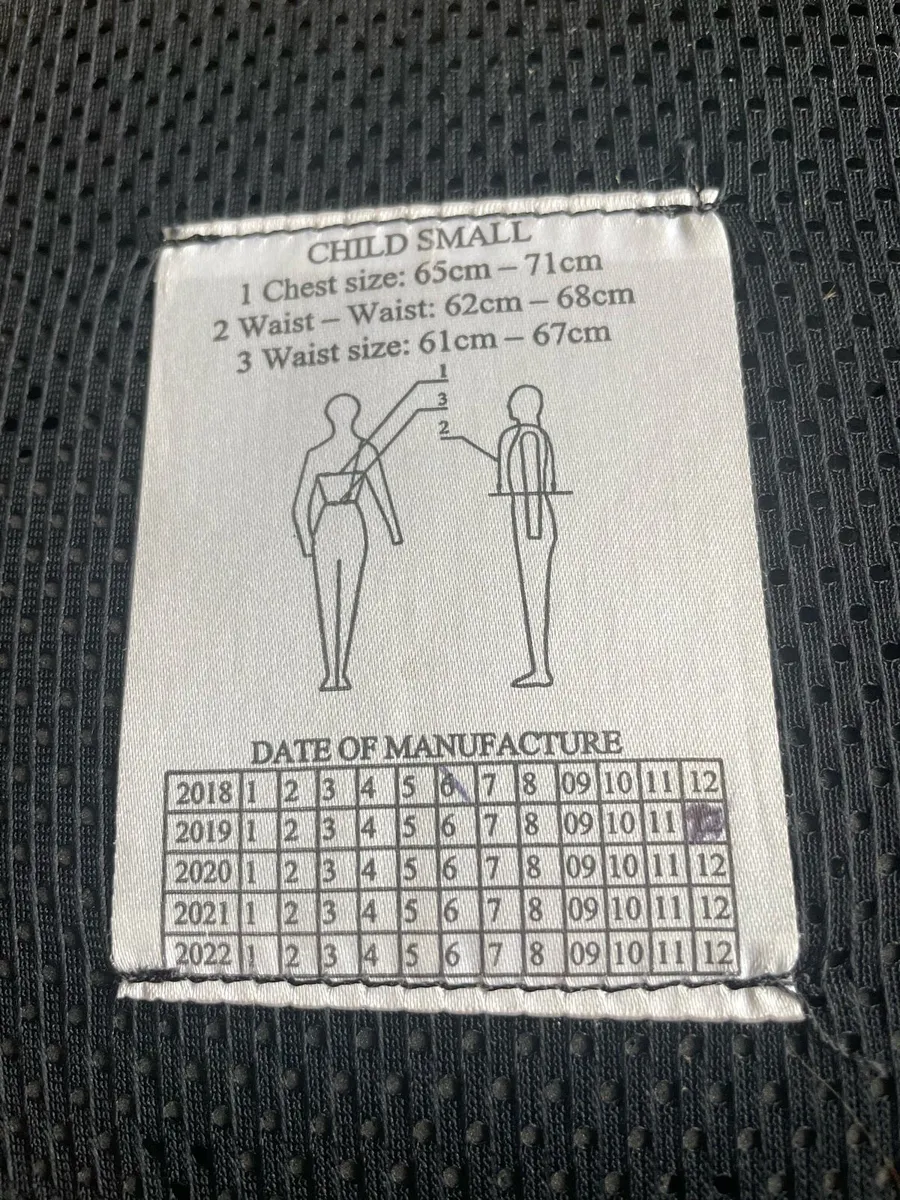 CHILD SMALL
1 Chest size: 65cm – 71cm
2 Waist – Waist: 62cm – 68cm
3 Waist size: 61cm – 67cm
1
3
2
DATE OF MANUFACTURE
2018 1 2 3 4 5 6 7 8 09 10 11 12
2019 1 2 3 4 5 6 7 8 09 10 11
2020 1 2 3 4 5 6 7 8 09 10 11 12
2021 1 2 3 4 5 6 7 8 09 10 11 12
2022 1 2 3 4 5 6 7 8 09 10 11 12